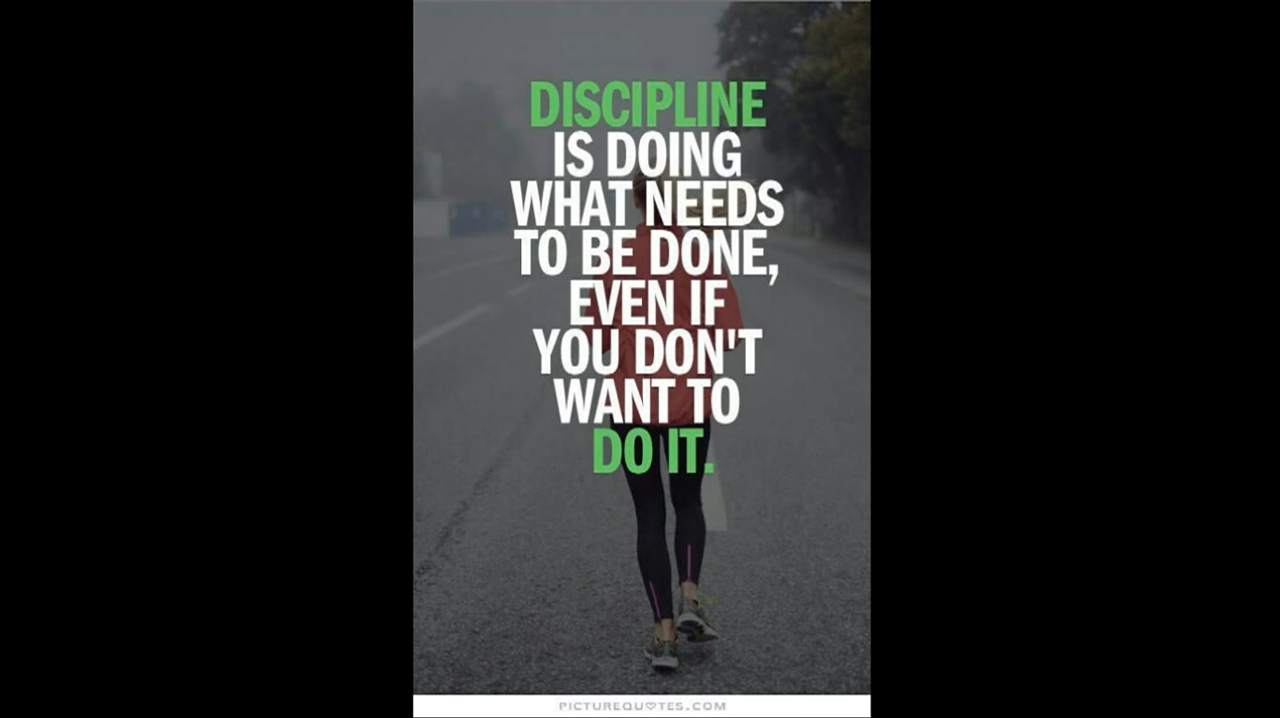 DISCIPLINE
IS DOING
WHAT NEEDS
TO BE DONE,
EVEN IF
YOU DON'T
WANT TO
DO IT.
PICTUREQUOTES.COM